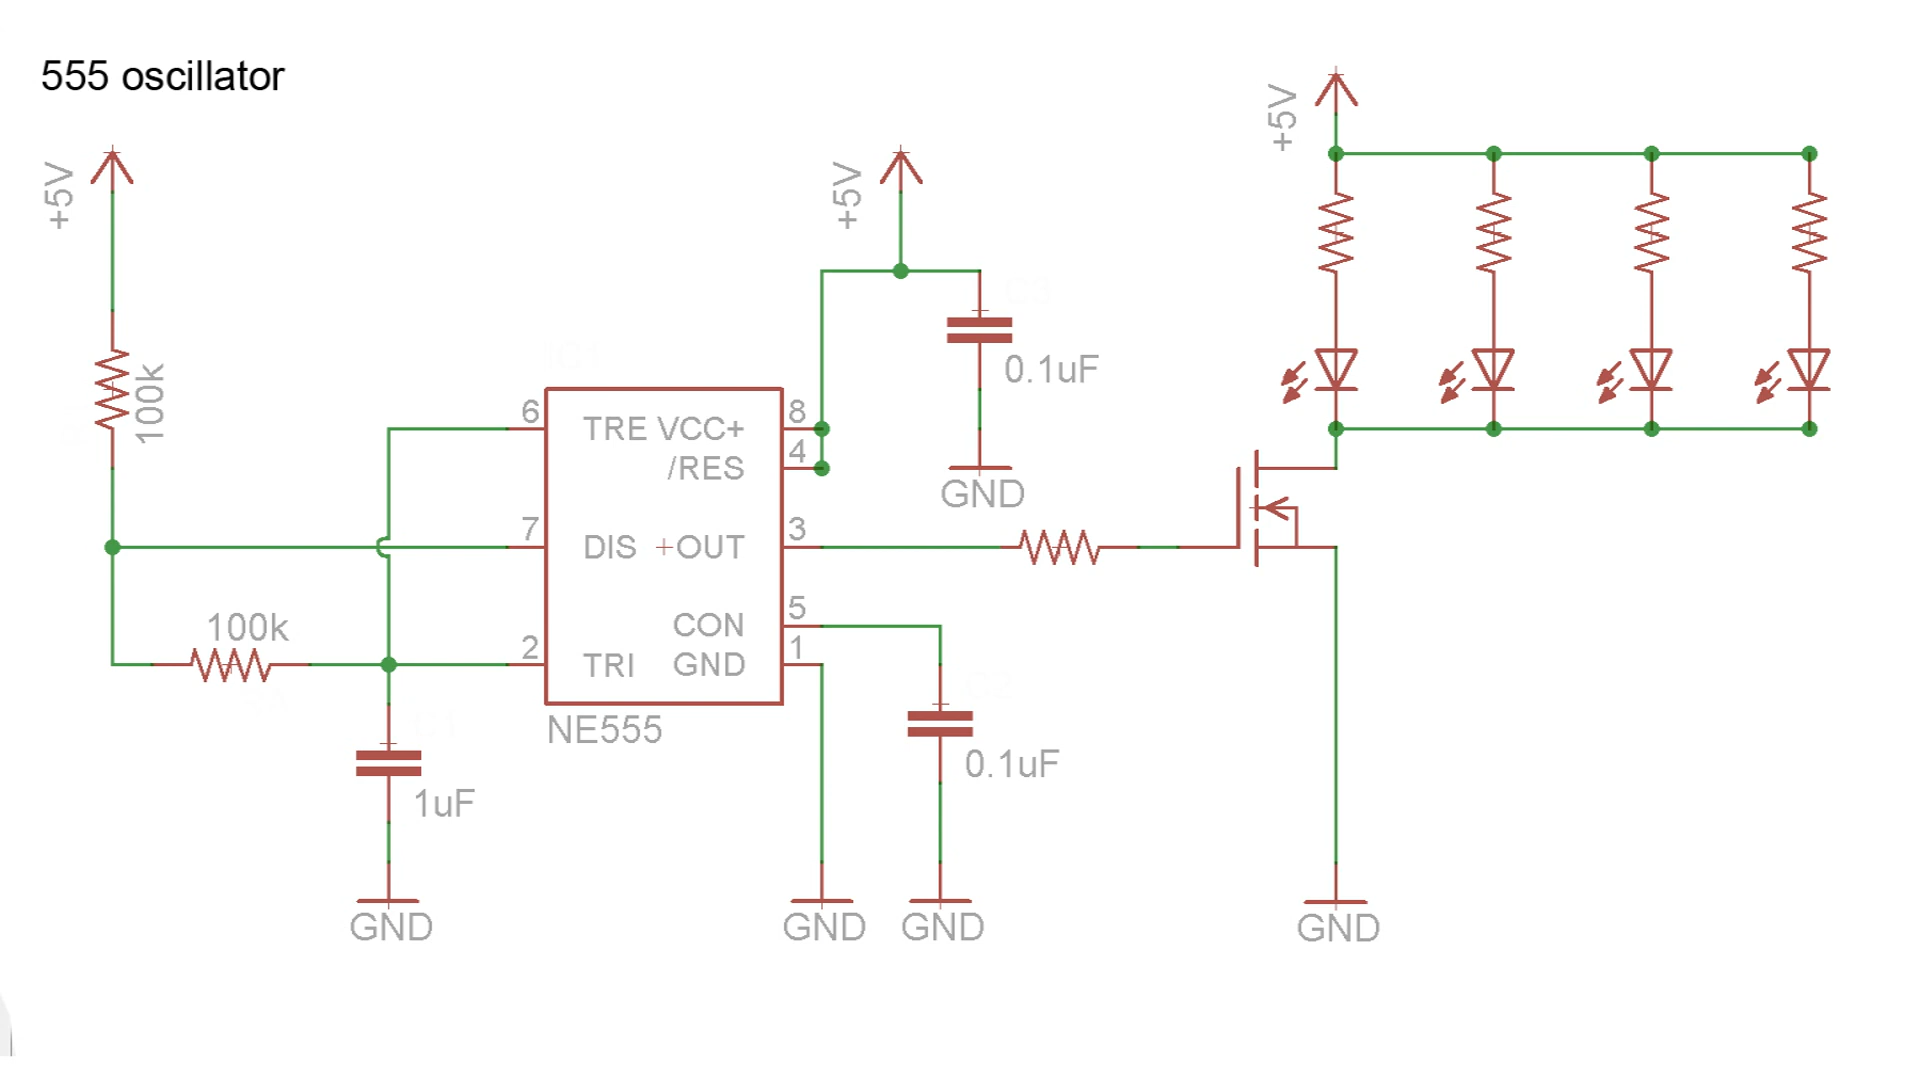 555 oscillator
+5V
+5V
+5V
100k
100k
1uF
GND
6
7
2
TRE VCC+
/RES
DIS +OUT
CON
TRI GND
NE555
8
4
3
5
1
0.1uF
GND
0.1uF
GND
GND
GND